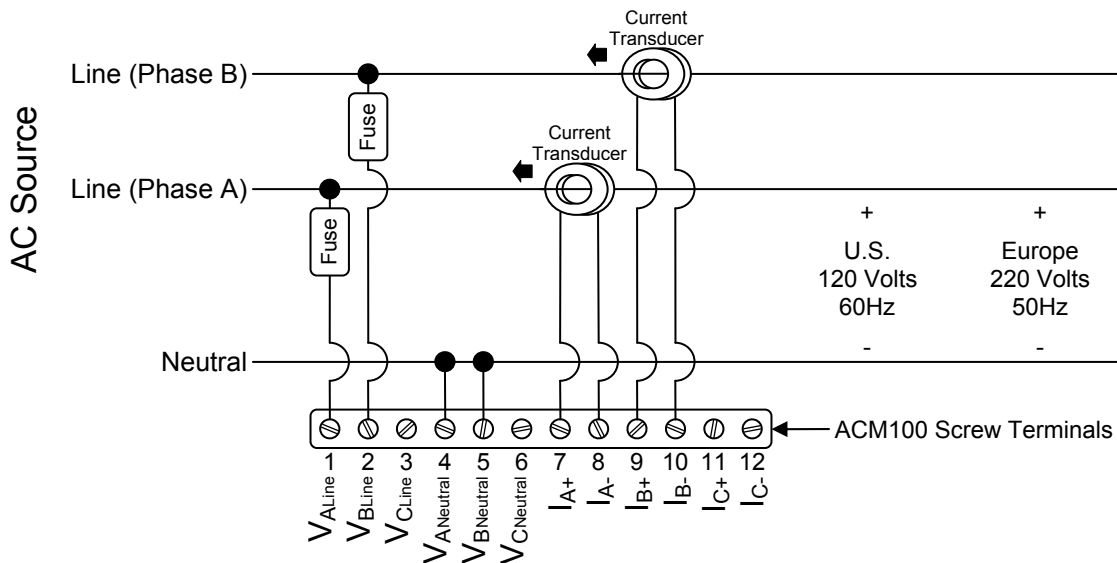 AC Source
Current
Transducer
Line (Phase B)
Fuse
Current
Transducer
Line (Phase A)
Fuse
+
U.S.
120 Volts
60Hz
-
+
Europe
220 Volts
50Hz
-
Neutral
ACM100 Screw Terminals
1 2 3 4 5 6 7 8 9 10 11 12
VALine
VBLine
VCLine
VANeutral
VBNeutral
VCNeutral
IA+
IA-
IB+
IB-
IC+
IC-